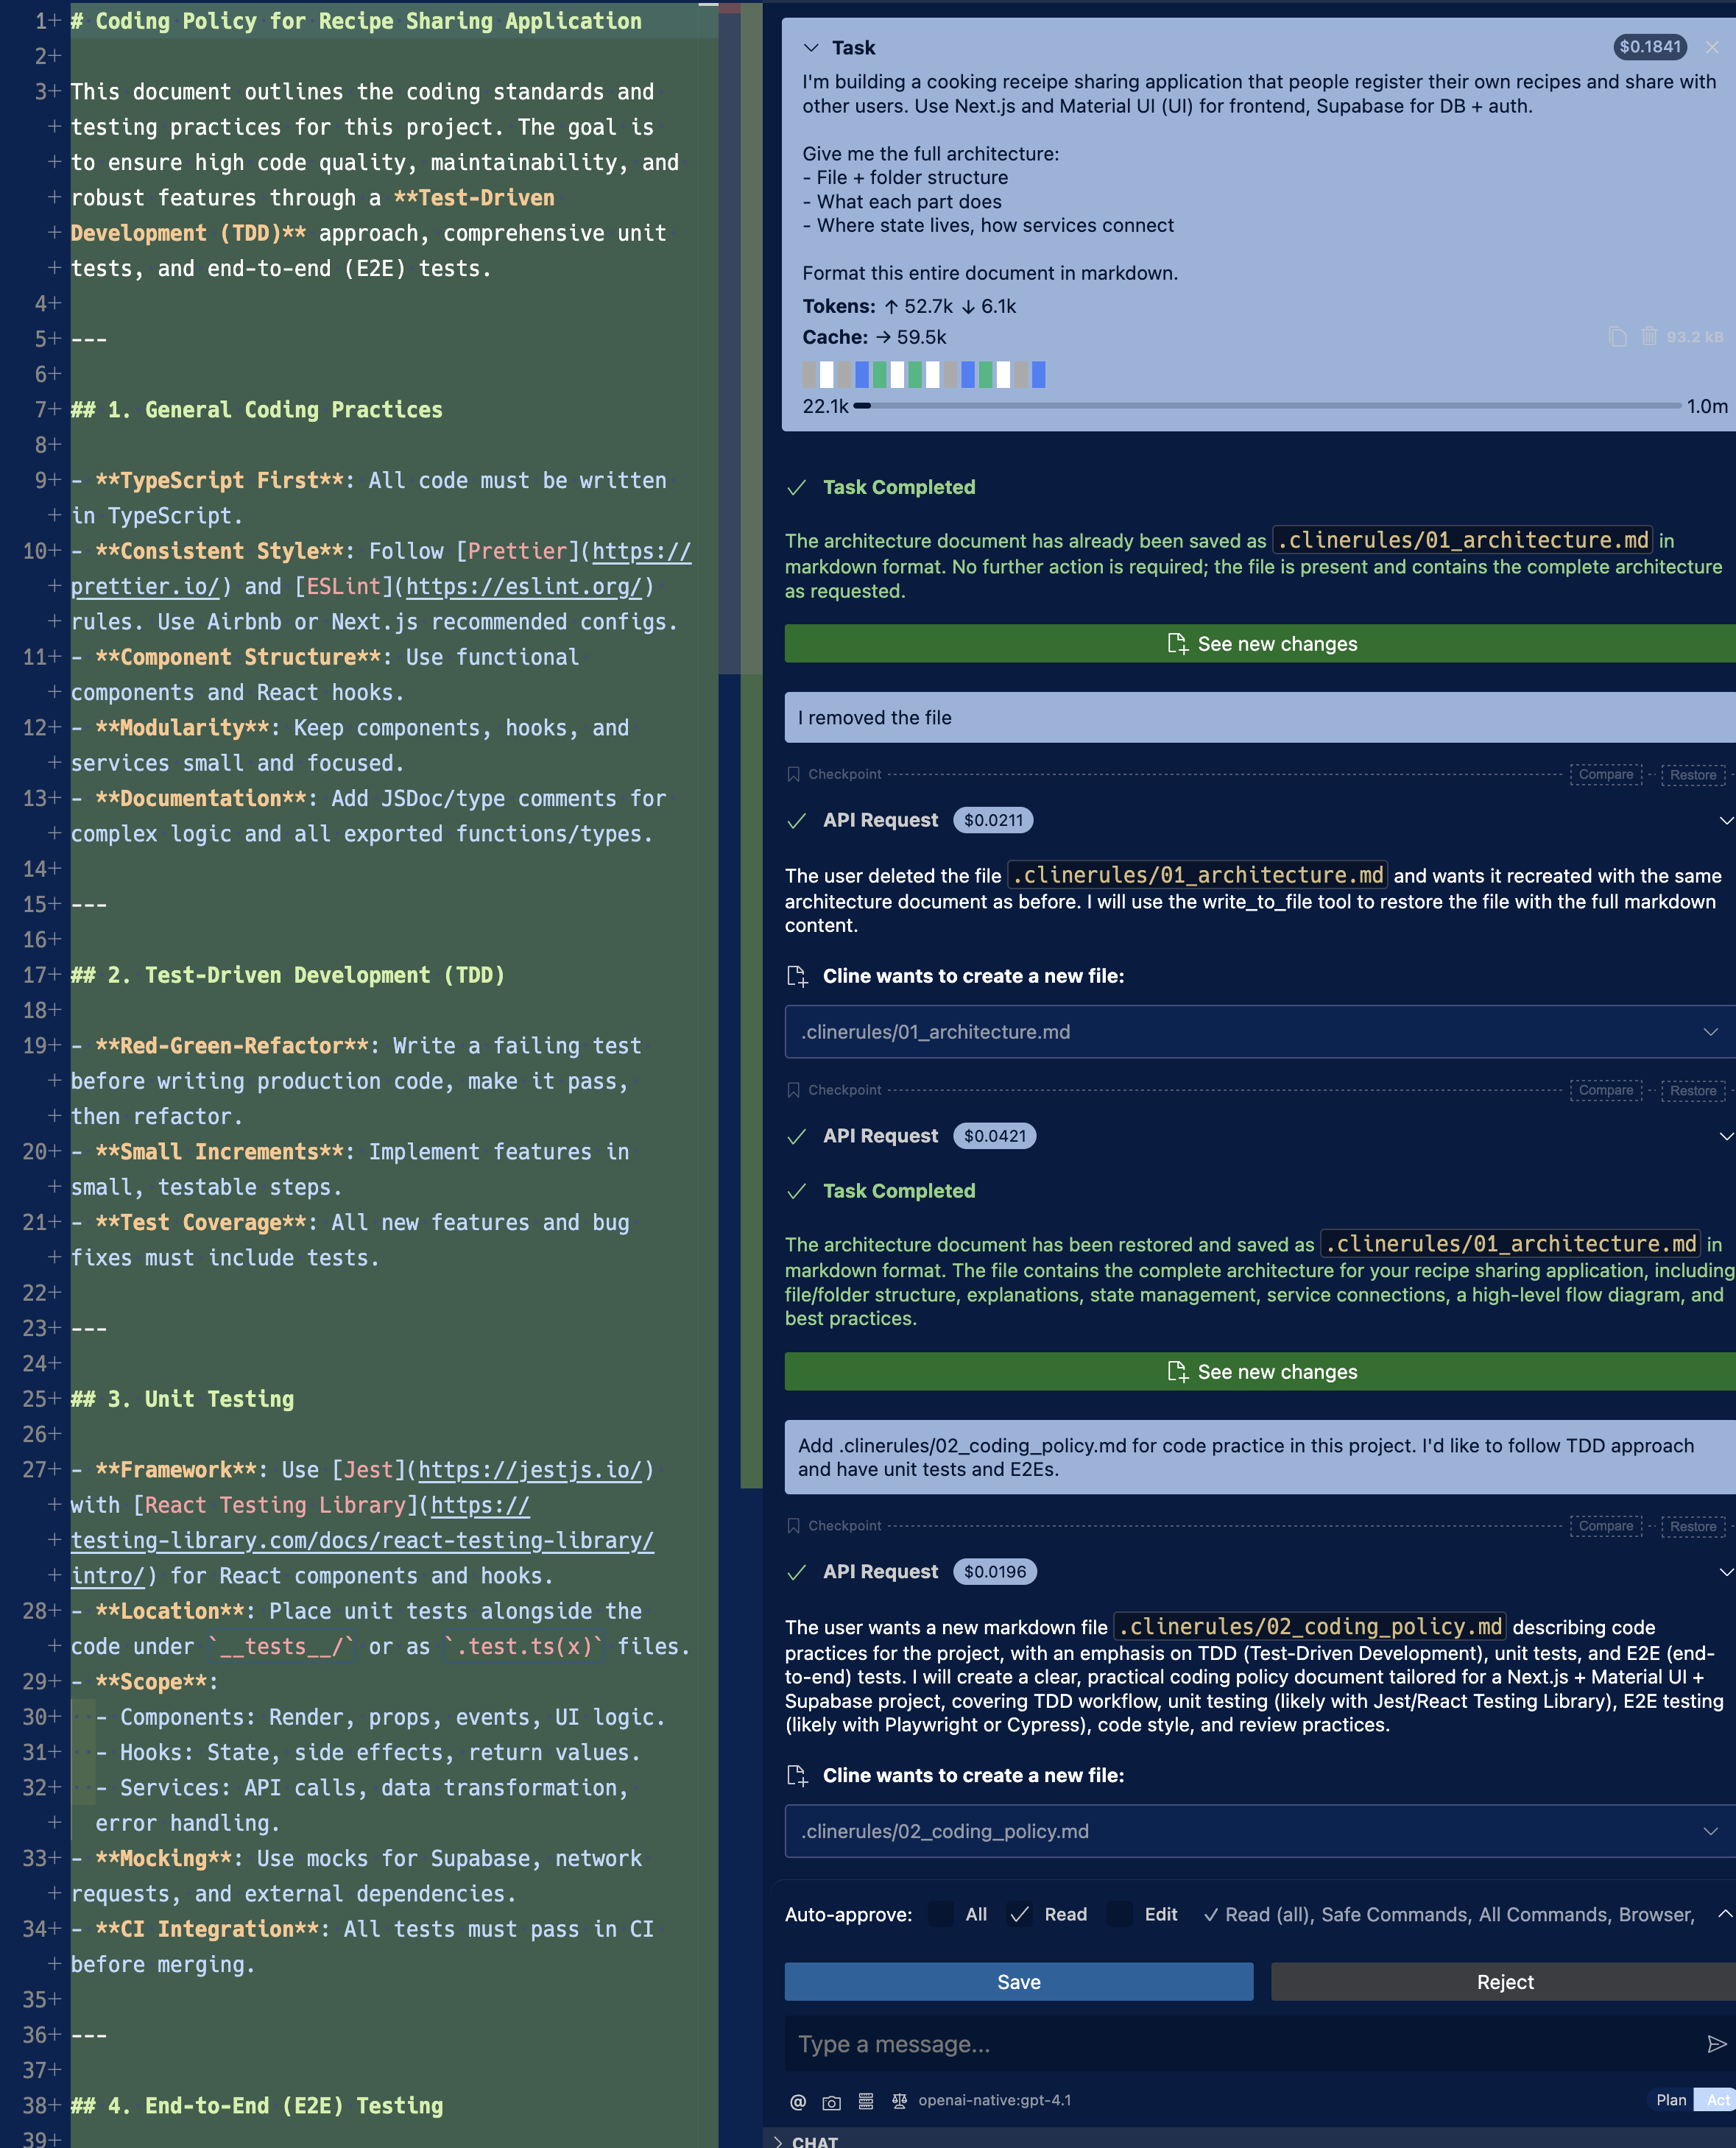 1+ # Coding Policy for Recipe Sharing Application
2+
3+ This document outlines the coding standards and
+ testing practices for this project. The goal is
+ to ensure high code quality, maintainability, and
+ robust features through a **Test-Driven
+ Development (TDD)** approach, comprehensive unit
+ tests, and end-to-end (E2E) tests.
4+
5+ ---
6+
7+ ## 1. General Coding Practices
8+
9+ - **TypeScript First**: All code must be written
+ in TypeScript.
10+ - **Consistent Style**: Follow [Prettier](https://
+ prettier.io/) and [ESLint](https://eslint.org/)
+ rules. Use Airbnb or Next.js recommended configs.
11+ - **Component Structure**: Use functional
+ components and React hooks.
12+ - **Modularity**: Keep components, hooks, and
+ services small and focused.
13+ - **Documentation**: Add JSDoc/type comments for
+ complex logic and all exported functions/types.
14+
15+ ---
16+
17+ ## 2. Test-Driven Development (TDD)
18+
19+ - **Red-Green-Refactor**: Write a failing test
+ before writing production code, make it pass,
+ then refactor.
20+ - **Small Increments**: Implement features in
+ small, testable steps.
21+ - **Test Coverage**: All new features and bug
+ fixes must include tests.
22+
23+ ---
24+
25+ ## 3. Unit Testing
26+
27+ - **Framework**: Use [Jest](https://jestjs.io/)
+ with [React Testing Library](https://
+ testing-library.com/docs/react-testing-library/
+ intro/) for React components and hooks.
28+ - **Location**: Place unit tests alongside the
+ code under `__tests__/` or as `.test.ts(x)` files.
29+ - **Scope**:
30+ - Components: Render, props, events, UI logic.
31+ - Hooks: State, side effects, return values.
32+ - Services: API calls, data transformation,
+ error handling.
33+ - **Mocking**: Use mocks for Supabase, network
+ requests, and external dependencies.
34+ - **CI Integration**: All tests must pass in CI
+ before merging.
35+
36+ ---
37+
38+ ## 4. End-to-End (E2E) Testing
39+
Task $0.1841
I'm building a cooking receipe sharing application that people register their own recipes and share with
other users. Use Next.js and Material UI (UI) for frontend, Supabase for DB + auth.
Give me the full architecture:
- File + folder structure
- What each part does
- Where state lives, how services connect
Format this entire document in markdown.
Tokens: ↑ 52.7k ↓ 6.1k
Cache: → 59.5k 93.2 kB
22.1k 1.0m
Task Completed
The architecture document has already been saved as .clinerules/01_architecture.md in
markdown format. No further action is required; the file is present and contains the complete architecture
as requested.
See new changes
I removed the file
Checkpoint Compare Restore
API Request $0.0211
The user deleted the file .clinerules/01_architecture.md and wants it recreated with the same
architecture document as before. I will use the write_to_file tool to restore the file with the full markdown
content.
Cline wants to create a new file:
.clinerules/01_architecture.md
Checkpoint Compare Restore
API Request $0.0421
Task Completed
The architecture document has been restored and saved as .clinerules/01_architecture.md in
markdown format. The file contains the complete architecture for your recipe sharing application, including
file/folder structure, explanations, state management, service connections, a high-level flow diagram, and
best practices.
See new changes
Add .clinerules/02_coding_policy.md for code practice in this project. I'd like to follow TDD approach
and have unit tests and E2Es.
Checkpoint Compare Restore
API Request $0.0196
The user wants a new markdown file .clinerules/02_coding_policy.md describing code
practices for the project, with an emphasis on TDD (Test-Driven Development), unit tests, and E2E (end-
to-end) tests. I will create a clear, practical coding policy document tailored for a Next.js + Material UI +
Supabase project, covering TDD workflow, unit testing (likely with Jest/React Testing Library), E2E testing
(likely with Playwright or Cypress), code style, and review practices.
Cline wants to create a new file:
.clinerules/02_coding_policy.md
Auto-approve: All Read Edit ✓ Read (all), Safe Commands, All Commands, Browser,
Save Reject
Type a message...
@ openai-native:gpt-4.1 Plan Act
CHAT